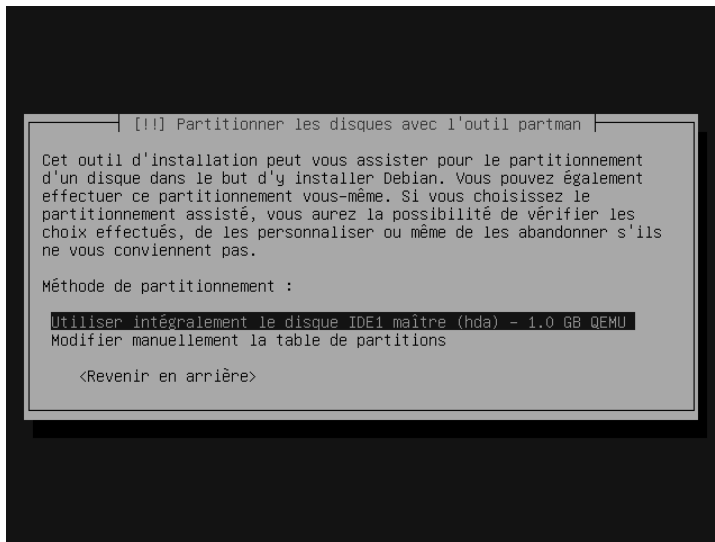 [!!] Partitionner les disques avec l'outil partman
Cet outil d'installation peut vous assister pour le partitionnement
d'un disque dans le but d'y installer Debian. Vous pouvez également
effectuer ce partitionnement vous-même. Si vous choisissez le
partitionnement assisté, vous aurez la possibilité de vérifier les
choix effectués, de les personnaliser ou même de les abandonner s'ils
ne vous conviennent pas.
Méthode de partitionnement :
Utiliser intégralement le disque IDE1 maître (hda) - 1.0 GB QEMU
Modifier manuellement la table de partitions
<Revenir en arrière>